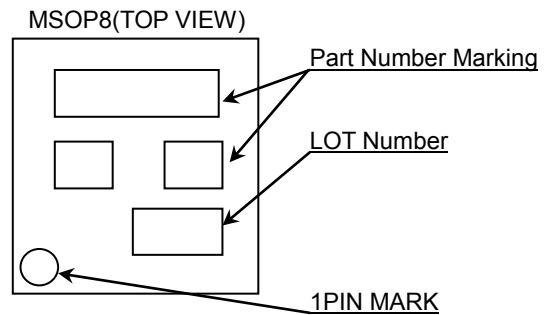 MSOP8(TOP VIEW)
Part Number Marking
LOT Number
1PIN MARK